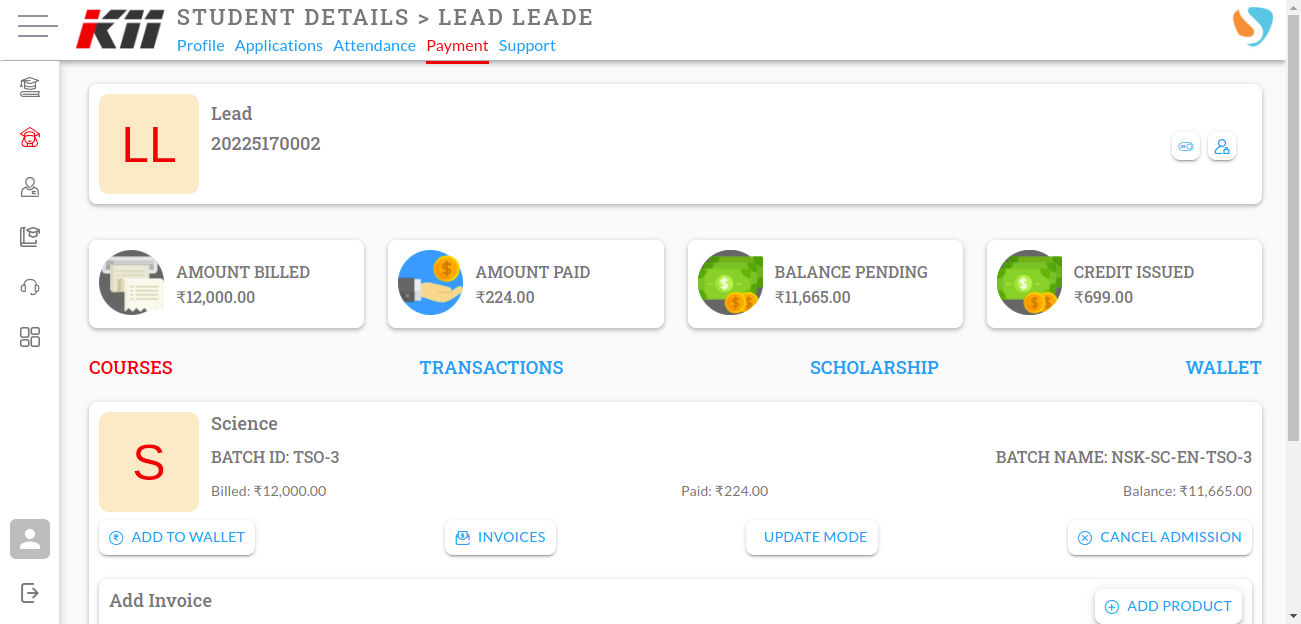 KII
STUDENT DETAILS > LEAD LEADE
Profile Applications Attendance Payment Support
LL
Lead
20225170002
AMOUNT BILLED
₹12,000.00
AMOUNT PAID
₹224.00
BALANCE PENDING
₹11,665.00
CREDIT ISSUED
₹699.00
COURSES TRANSACTIONS SCHOLARSHIP WALLET
S
Science
BATCH ID: TSO-3 BATCH NAME: NSK-SC-EN-TSO-3
Billed: ₹12,000.00 Paid: ₹224.00 Balance: ₹11,665.00
ADD TO WALLET INVOICES UPDATE MODE CANCEL ADMISSION
Add Invoice ADD PRODUCT